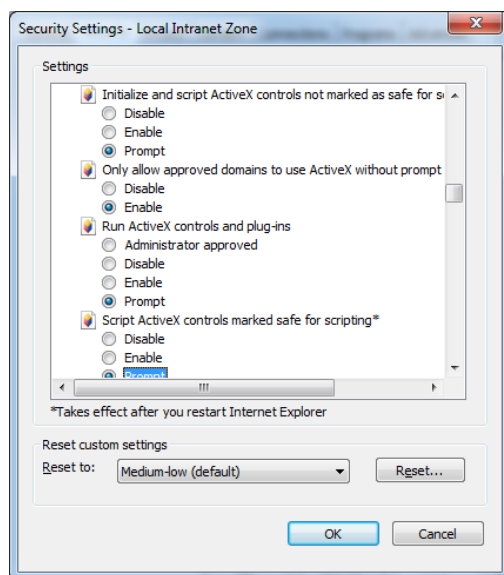 Security Settings - Local Intranet Zone
Settings
Initialize and script ActiveX controls not marked as safe for s
Disable
Enable
Prompt
Only allow approved domains to use ActiveX without prompt
Disable
Enable
Run ActiveX controls and plug-ins
Administrator approved
Disable
Enable
Prompt
Script ActiveX controls marked safe for scripting*
Disable
Enable
Prompt
*Takes effect after you restart Internet Explorer
Reset custom settings
Reset to:
Medium-low (default)
Reset...
OK
Cancel